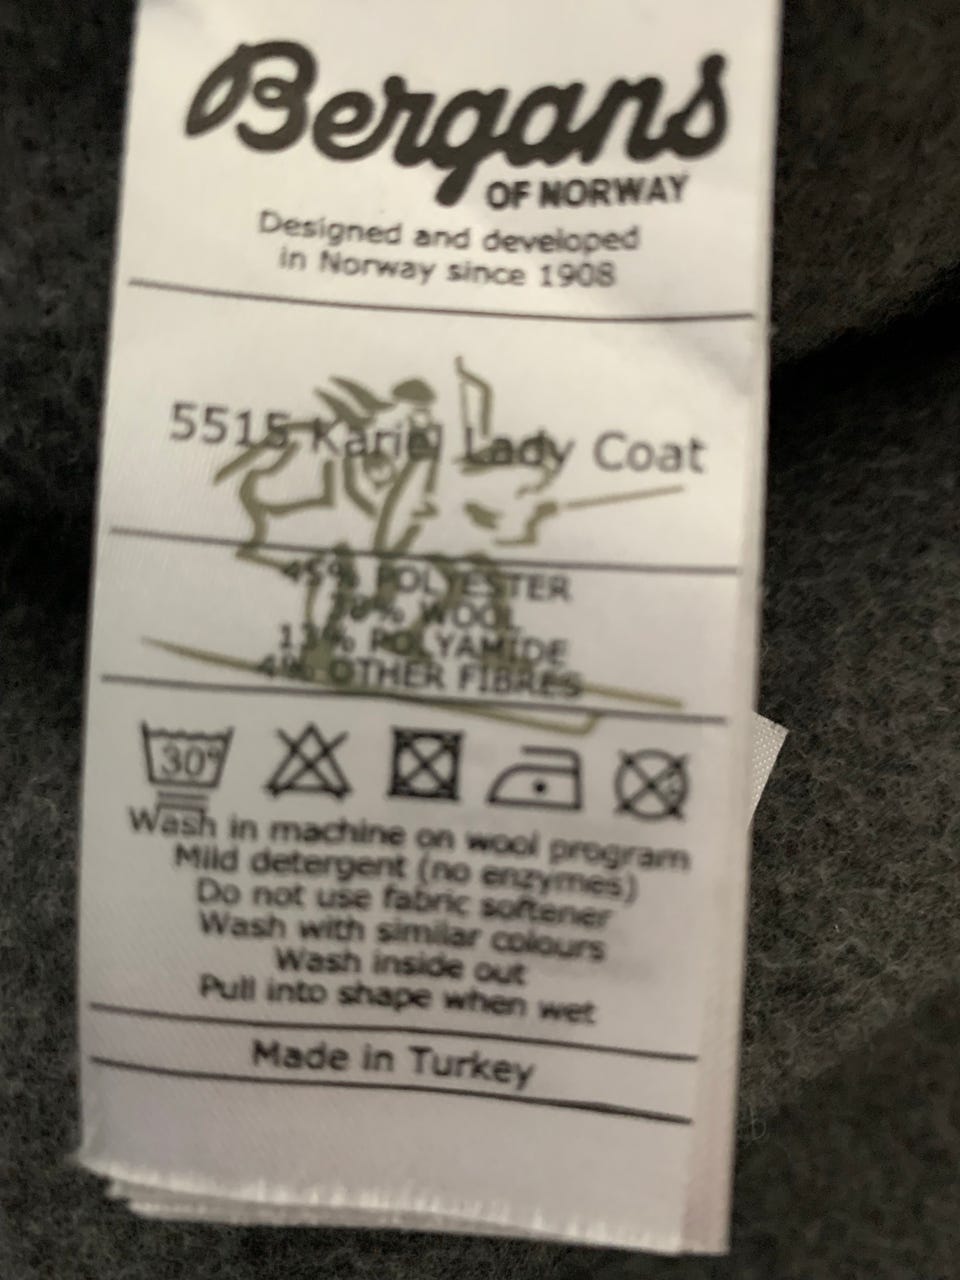 Bergans
OF NORWAY
Designed and developed
in Norway since 1908
5515 Lady Coat
45% POLYESTER
WOOL
POLYAMIDE
4% OTHER FIBRES
30°
Wash in machine on wool program
Mild detergent (no enzymes)
Do not use fabric softener
Wash with similar colours
Wash inside out
Pull into shape when wet
Made in Turkey